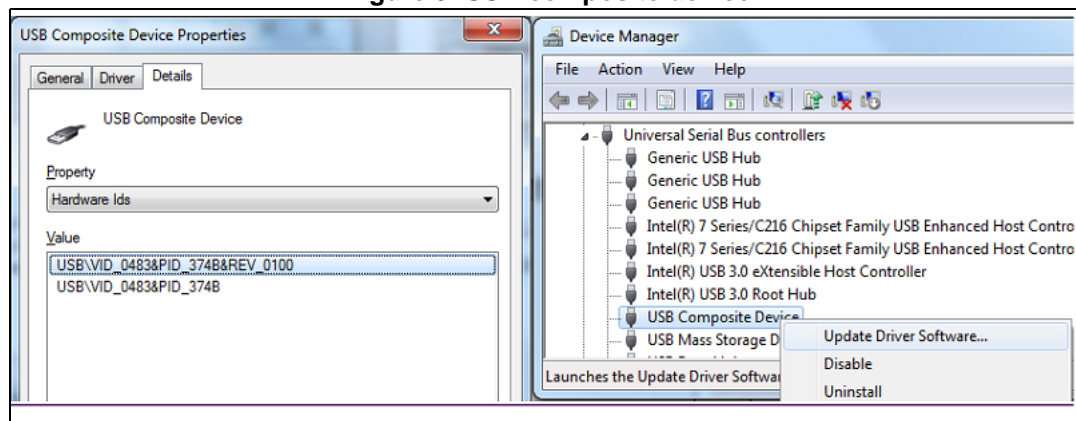 USB Composite Device Properties
General Driver Details
USB Composite Device
Property
Hardware Ids
Value
USB\VID_0483&PID_374B&REV_0100
USB\VID_0483&PID_374B
Device Manager
File Action View Help
Universal Serial Bus controllers
Generic USB Hub
Generic USB Hub
Generic USB Hub
Intel(R) 7 Series/C216 Chipset Family USB Enhanced Host Contro
Intel(R) 7 Series/C216 Chipset Family USB Enhanced Host Contro
Intel(R) USB 3.0 eXtensible Host Controller
Intel(R) USB 3.0 Root Hub
USB Composite Device
USB Mass Storage D
Launches the Update Driver Softwa
Update Driver Software...
Disable
Uninstall